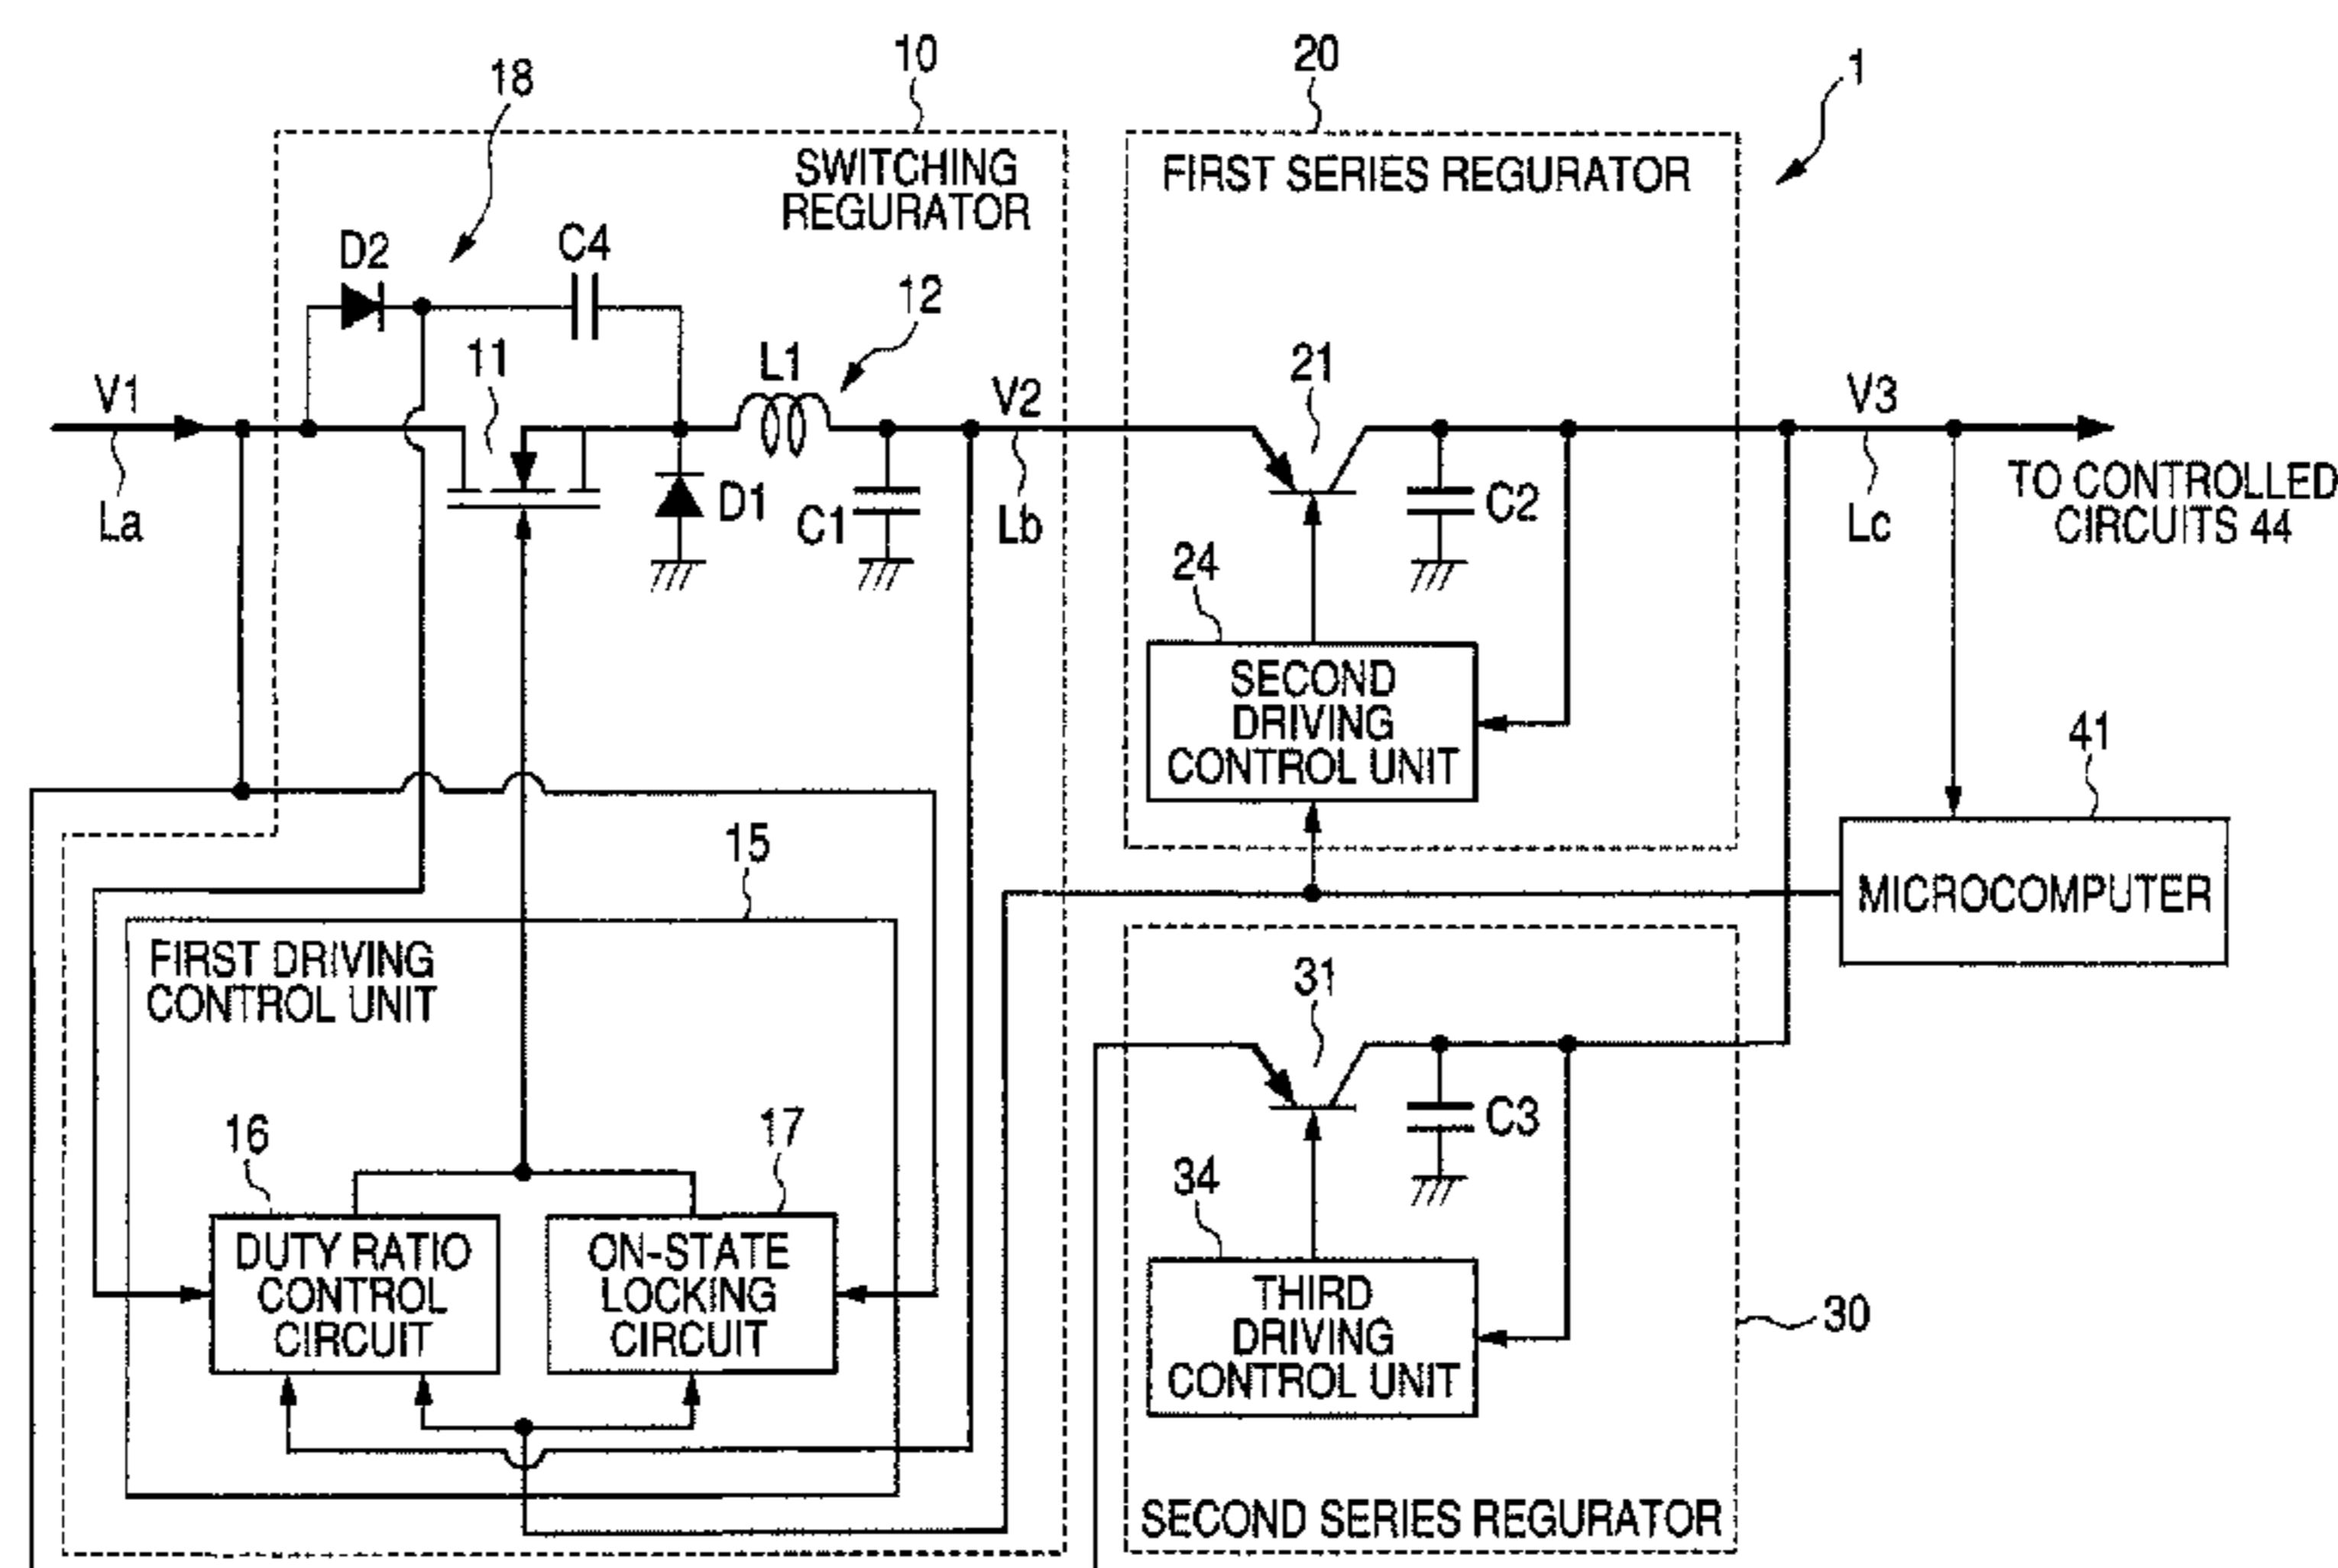 10
20
1
18
SWITCHING
REGURATOR
FIRST SERIES REGURATOR
D2
C4
12
11
L1
21
V1
V2
V3
La
D1
C1
Lb
C2
Lc
TO CONTROLLED
CIRCUITS 44
24
SECOND
DRIVING
CONTROL UNIT
41
MICROCOMPUTER
15
FIRST DRIVING
CONTROL UNIT
31
C3
16
17
34
DUTY RATIO
CONTROL
CIRCUIT
ON-STATE
LOCKING
CIRCUIT
THIRD
DRIVING
CONTROL UNIT
30
SECOND SERIES REGURATOR